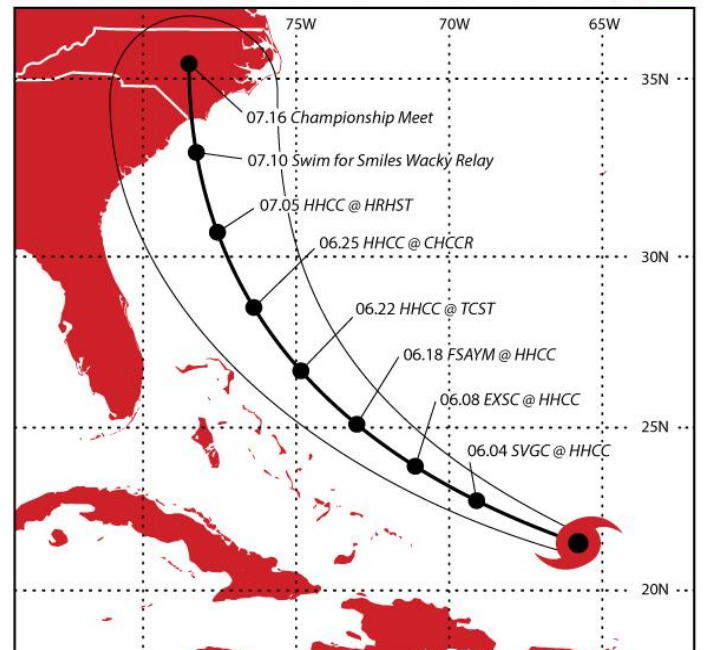 75W 70W 65W
35N
07.16 Championship Meet
07.10 Swim for Smiles Wacky Relay
07.05 HHCC @ HRHST
06.25 HHCC @ CHCCR
30N
06.22 HHCC @ TCST
06.18 FSAYM @ HHCC
06.08 EXSC @ HHCC
25N
06.04 SVGC @ HHCC
20N